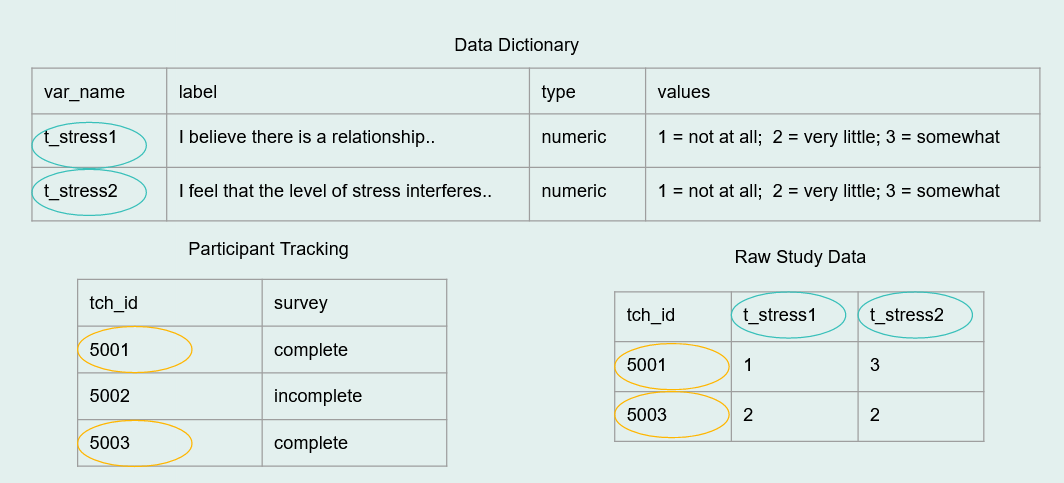 Data Dictionary
var_name label type values
t_stress1 I believe there is a relationship.. numeric 1 = not at all;  2 = very little; 3 = somewhat
t_stress2 I feel that the level of stress interferes.. numeric 1 = not at all;  2 = very little; 3 = somewhat
Participant Tracking
tch_id survey
5001 complete
5002 incomplete
5003 complete
Raw Study Data
tch_id t_stress1 t_stress2
5001 1 3
5003 2 2